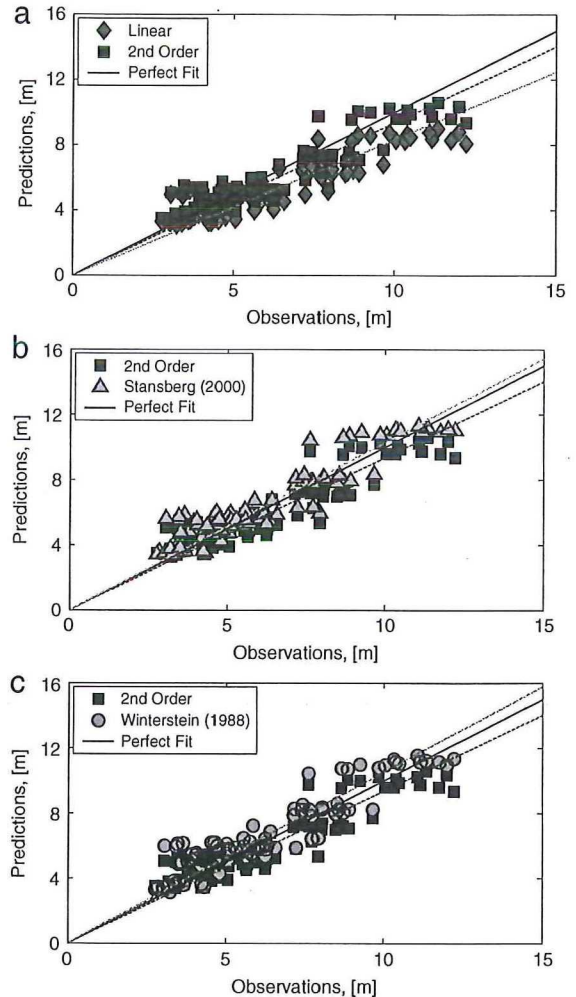 a
Linear
2nd Order
Perfect Fit
16
12
8
4
0
Predictions, [m]
0 5 10 15
Observations, [m]
b
2nd Order
Stansberg (2000)
Perfect Fit
16
12
8
4
0
Predictions, [m]
0 5 10 15
Observations, [m]
c
2nd Order
Winterstein (1988)
Perfect Fit
16
12
8
4
0
Predictions, [m]
0 5 10 15
Observations, [m]